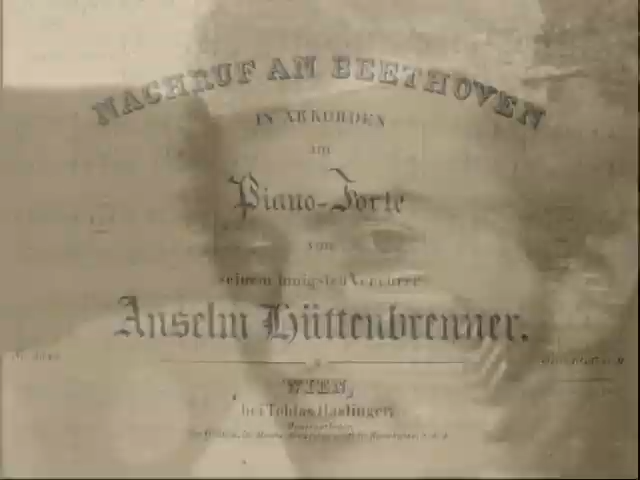 NACHRUF AN BEETHOVEN
IN AKKORDEN
am
Piano-Forte
von
seinem innigsten Verehrer
Anselm Hüttenbrenner.
WIEN,
bei Tobias Haslinger,